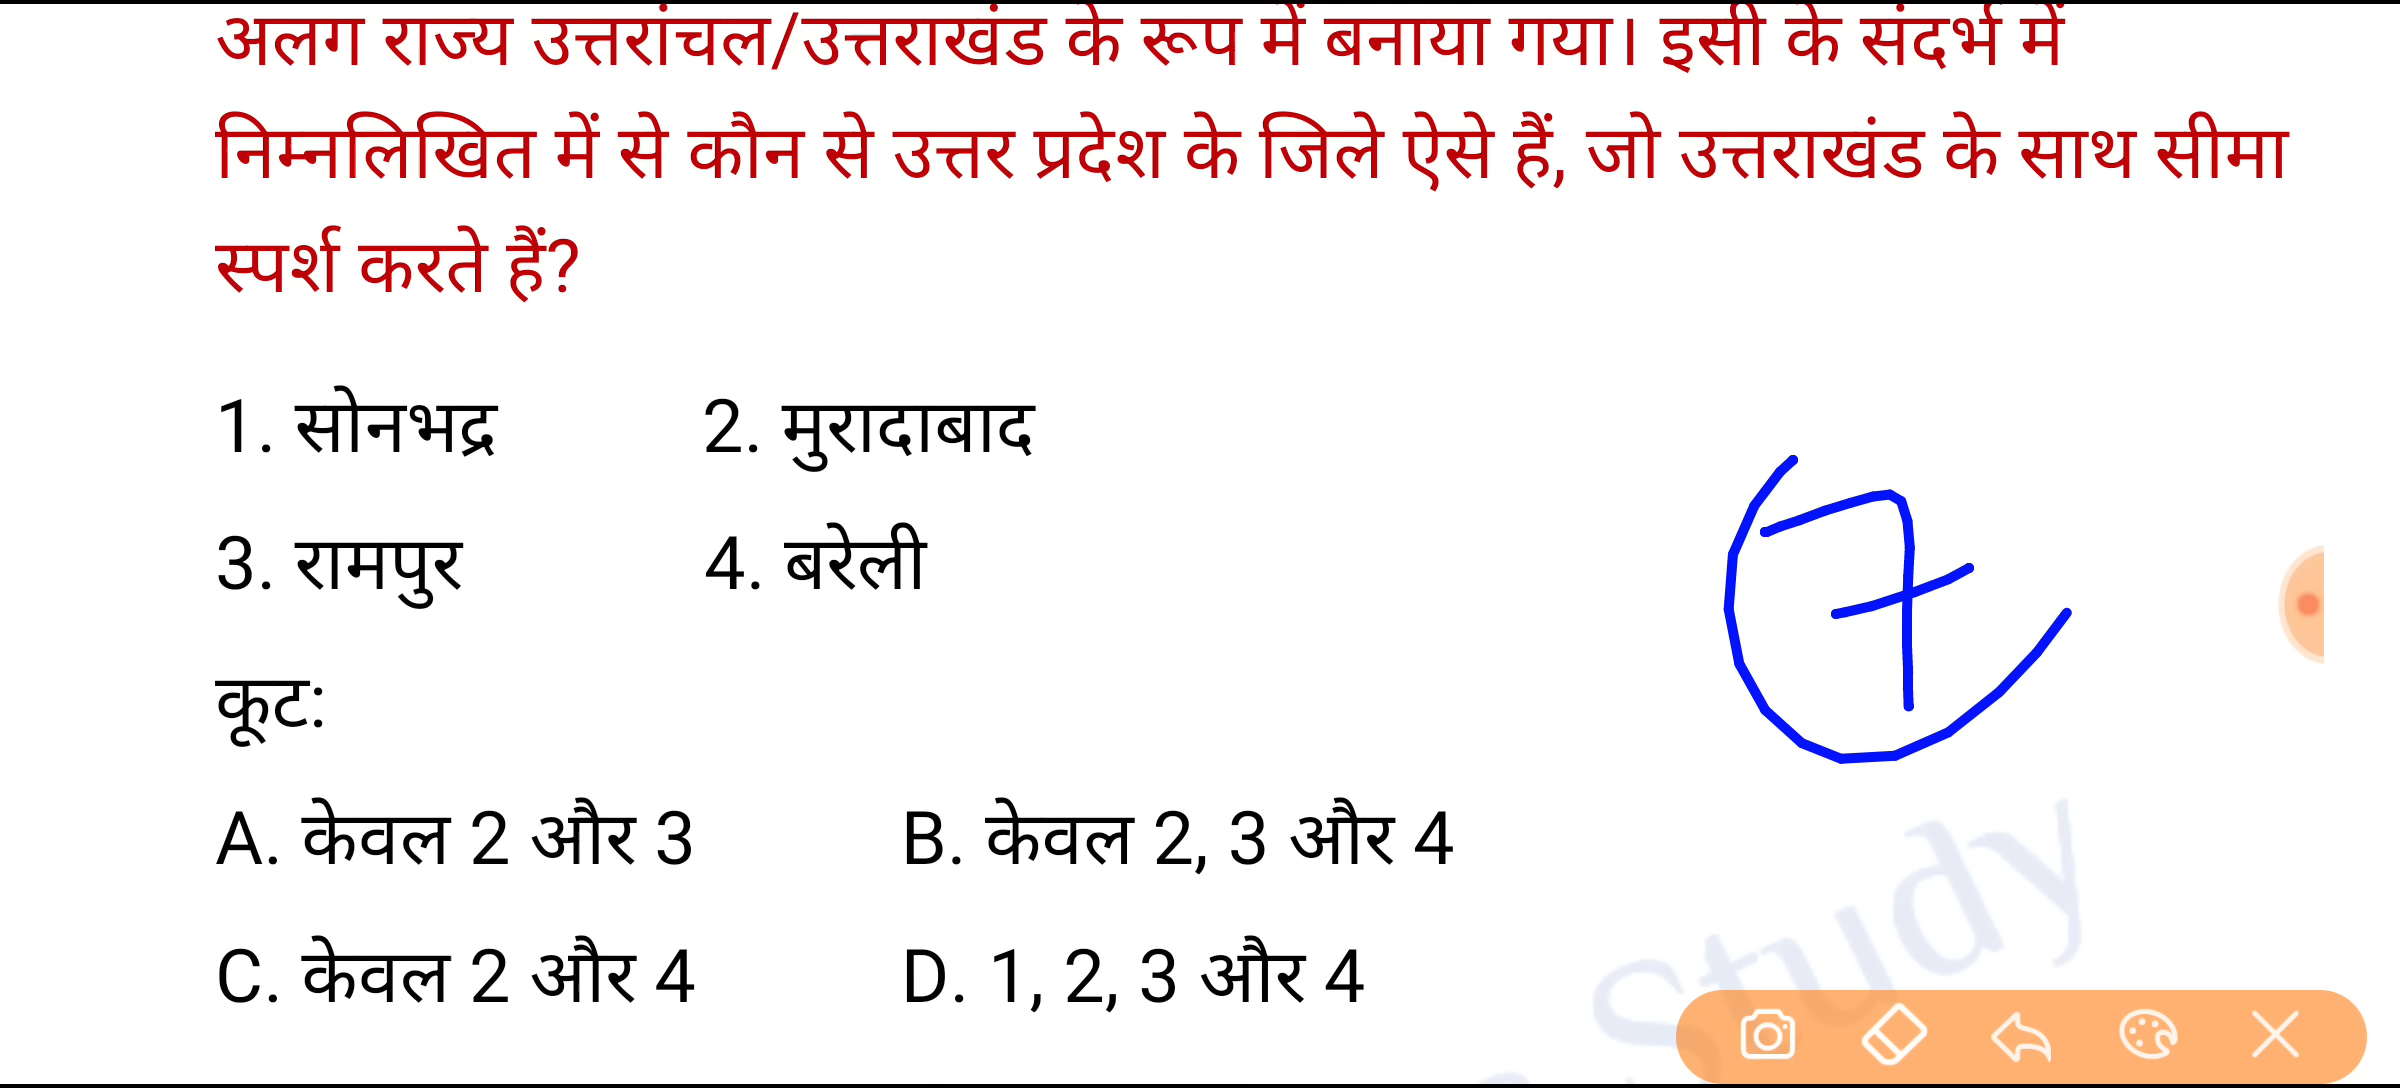 अलग राज्य उत्तरांचल/उत्तराखंड के रूप में बनाया गया। इसी के संदर्भ में
निम्नलिखित में से कौन से उत्तर प्रदेश के जिले ऐसे हैं, जो उत्तराखंड के साथ सीमा
स्पर्श करते हैं?
1. सोनभद्र 2. मुरादाबाद
3. रामपुर 4. बरेली
7
कूट:
A. केवल 2 और 3 B. केवल 2, 3 और 4
C. केवल 2 और 4 D. 1, 2, 3 और 4
Study